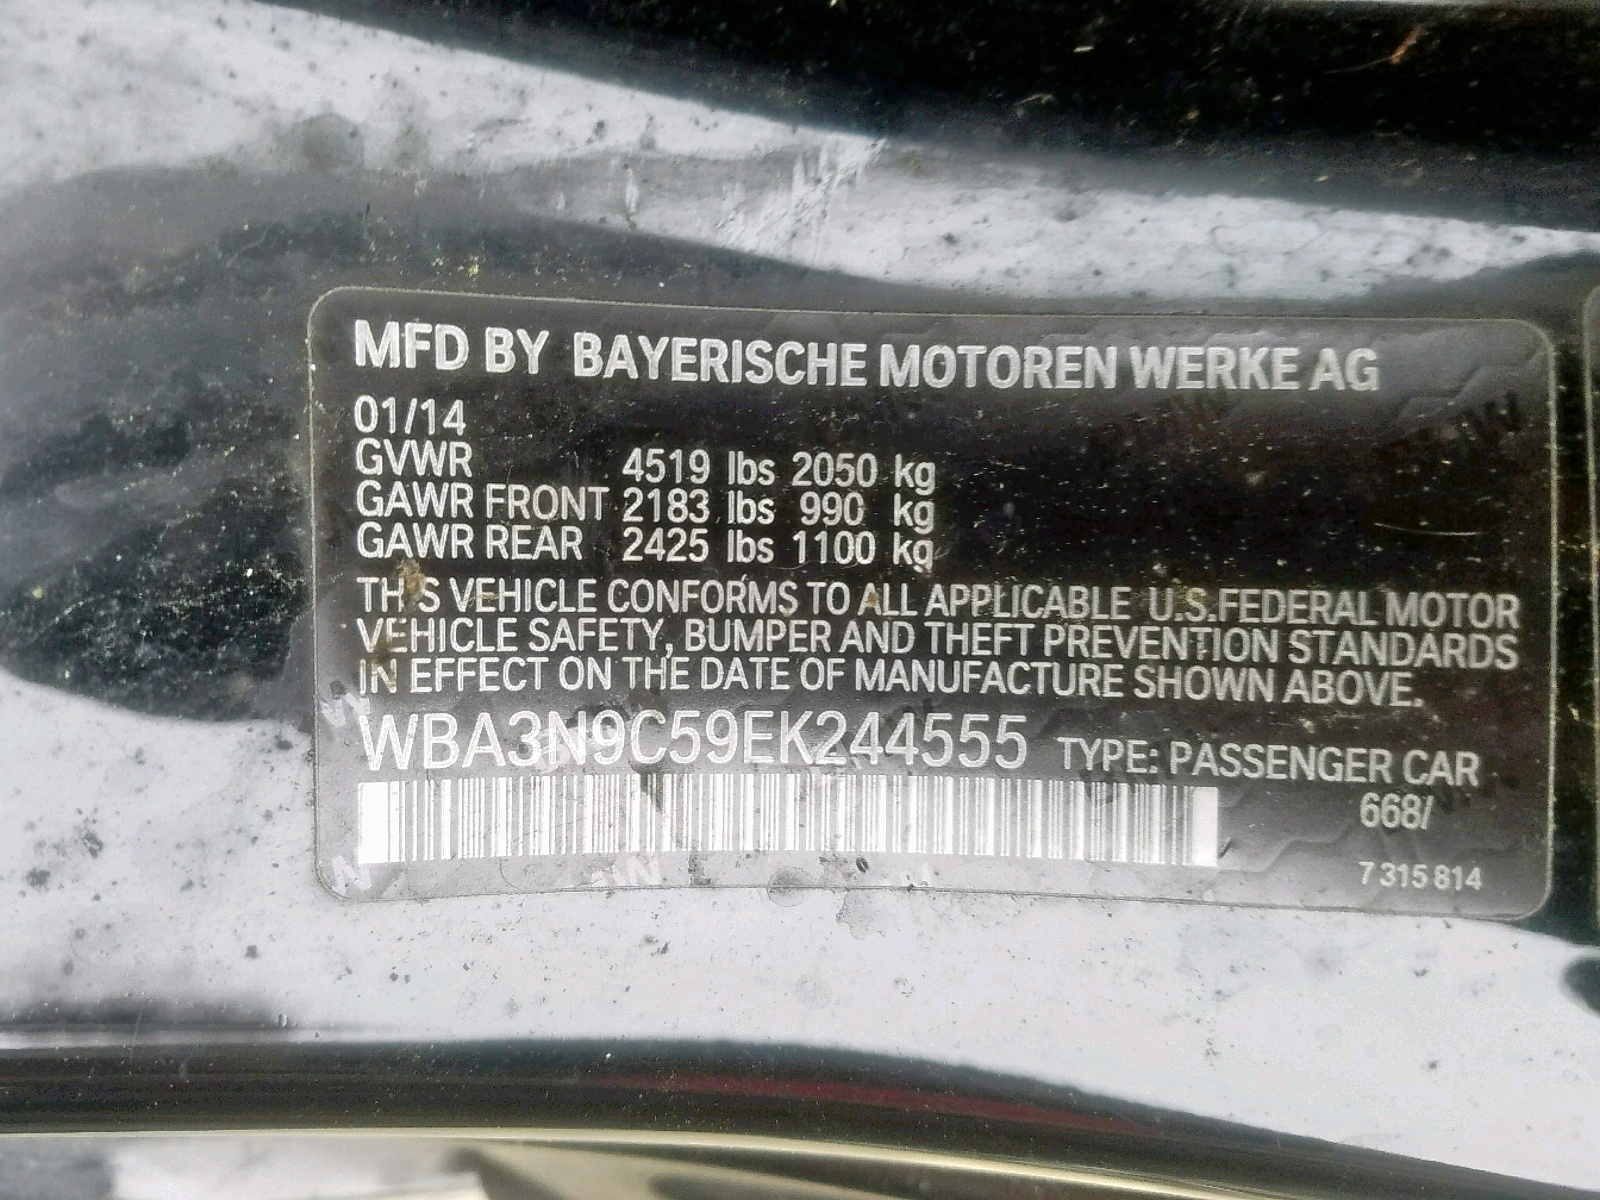 MFD BY BAYERISCHE MOTOREN WERKE AG
01/14
GVWR 4519 lbs 2050 kg
GAWR FRONT 2183 lbs 990 kg
GAWR REAR 2425 lbs 1100 kg
THIS VEHICLE CONFORMS TO ALL APPLICABLE U.S.FEDERAL MOTOR
VEHICLE SAFETY, BUMPER AND THEFT PREVENTION STANDARDS
IN EFFECT ON THE DATE OF MANUFACTURE SHOWN ABOVE.
WBA3N9C59EK244555 TYPE: PASSENGER CAR
668/
7 315 814